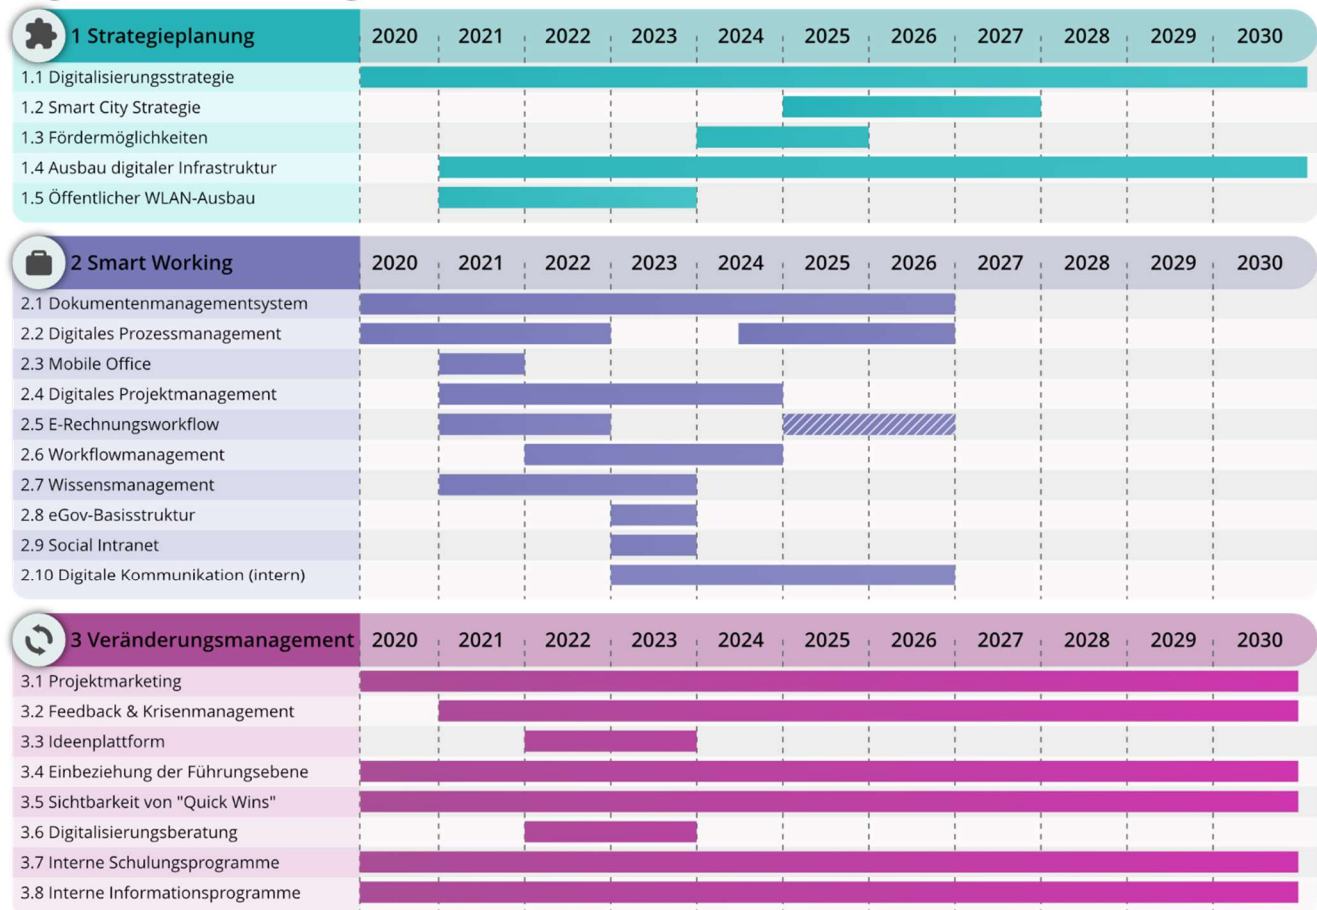 1 Strategieplanung 2020 2021 2022 2023 2024 2025 2026 2027 2028 2029 2030
1.1 Digitalisierungsstrategie
1.2 Smart City Strategie
1.3 Fördermöglichkeiten
1.4 Ausbau digitaler Infrastruktur
1.5 Öffentlicher WLAN-Ausbau
2 Smart Working 2020 2021 2022 2023 2024 2025 2026 2027 2028 2029 2030
2.1 Dokumentenmanagementsystem
2.2 Digitales Prozessmanagement
2.3 Mobile Office
2.4 Digitales Projektmanagement
2.5 E-Rechnungsworkflow
2.6 Workflowmanagement
2.7 Wissensmanagement
2.8 eGov-Basisstruktur
2.9 Social Intranet
2.10 Digitale Kommunikation (intern)
3 Veränderungsmanagement 2020 2021 2022 2023 2024 2025 2026 2027 2028 2029 2030
3.1 Projektmarketing
3.2 Feedback & Krisenmanagement
3.3 Ideenplattform
3.4 Einbeziehung der Führungsebene
3.5 Sichtbarkeit von "Quick Wins"
3.6 Digitalisierungsberatung
3.7 Interne Schulungsprogramme
3.8 Interne Informationsprogramme